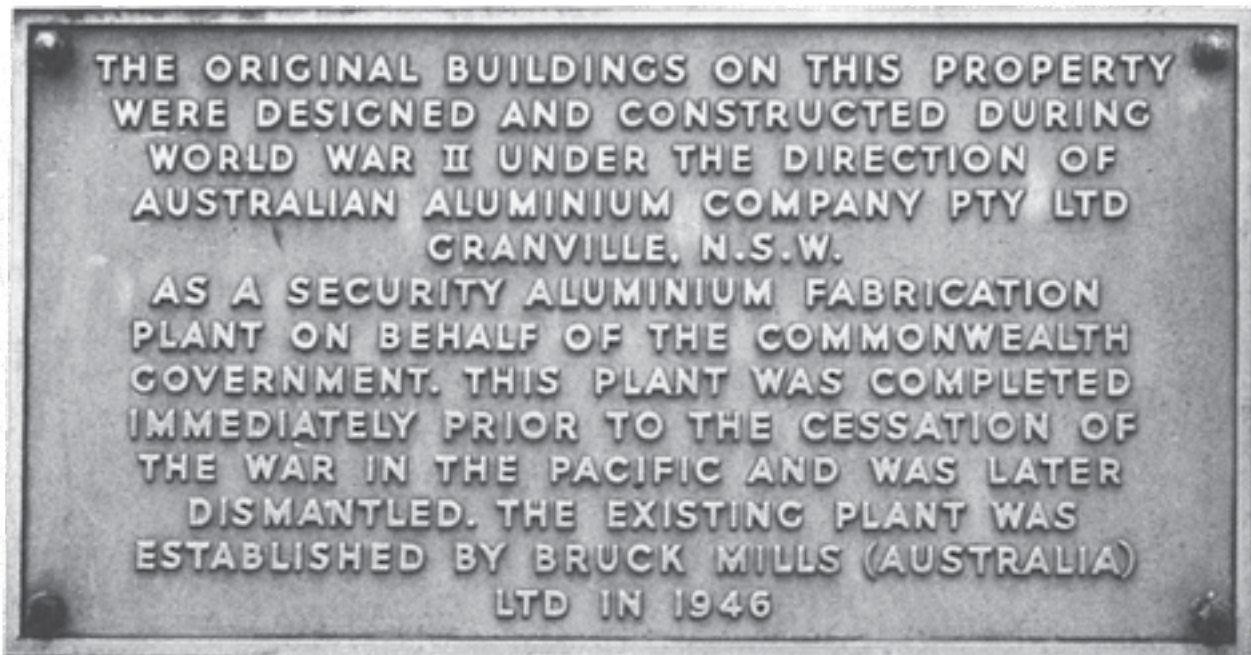 THE ORIGINAL BUILDINGS ON THIS PROPERTY
WERE DESIGNED AND CONSTRUCTED DURING
WORLD WAR II UNDER THE DIRECTION OF
AUSTRALIAN ALUMINIUM COMPANY PTY LTD
GRANVILLE, N.S.W.
AS A SECURITY ALUMINIUM FABRICATION
PLANT ON BEHALF OF THE COMMONWEALTH
GOVERNMENT. THIS PLANT WAS COMPLETED
IMMEDIATELY PRIOR TO THE CESSATION OF
THE WAR IN THE PACIFIC AND WAS LATER
DISMANTLED. THE EXISTING PLANT WAS
ESTABLISHED BY BRUCK MILLS (AUSTRALIA)
LTD IN 1946